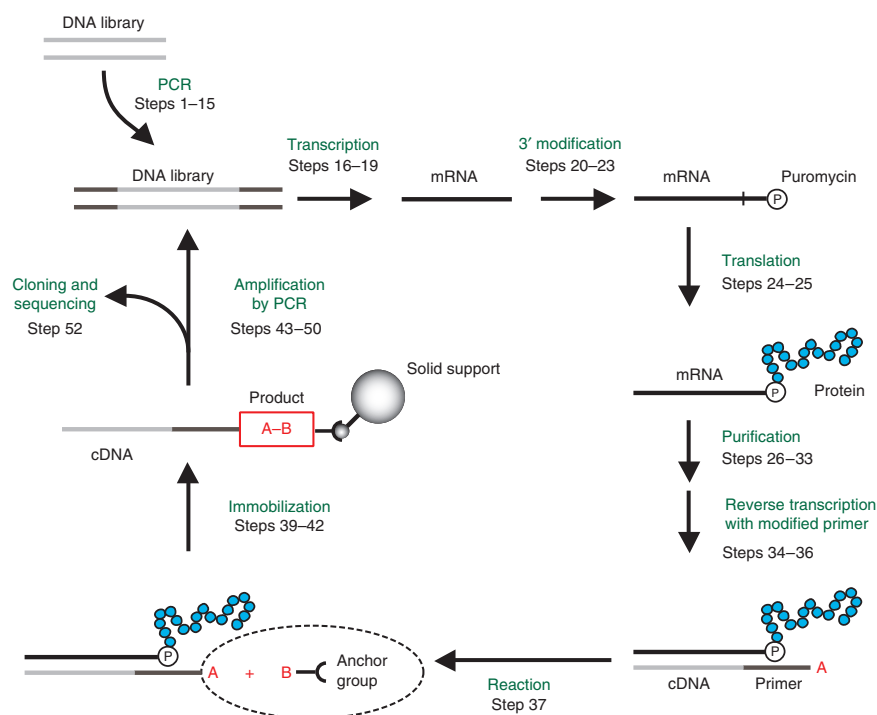 DNA library
PCR
Steps 1–15
DNA library
Transcription
Steps 16–19
mRNA
3′ modification
Steps 20–23
mRNA
Puromycin
P
Translation
Steps 24–25
mRNA
P
Protein
Purification
Steps 26–33
Reverse transcription
with modified primer
Steps 34–36
P
A
cDNA
Primer
Reaction
Step 37
P
A + B
Anchor
group
Immobilization
Steps 39–42
cDNA
Product
A–B
Solid support
Amplification
by PCR
Steps 43–50
Cloning and
sequencing
Step 52